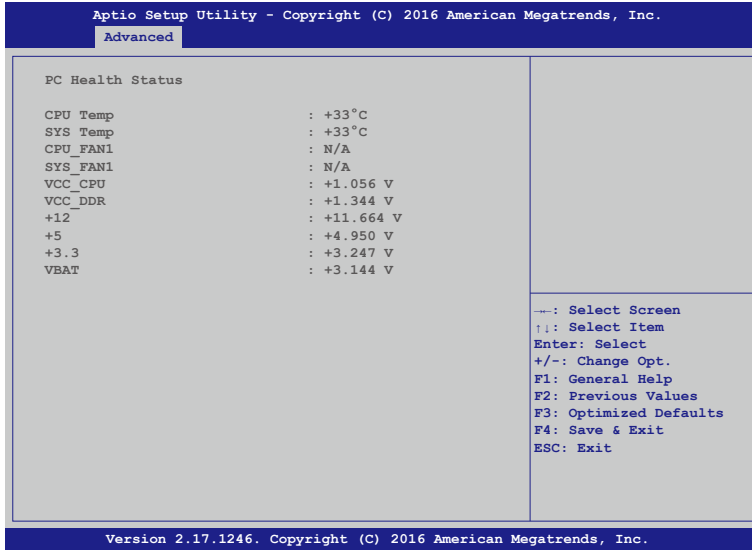 Aptio Setup Utility - Copyright (C) 2016 American Megatrends, Inc.
Advanced
PC Health Status
CPU Temp : +33°C
SYS Temp : +33°C
CPU_FAN1 : N/A
SYS_FAN1 : N/A
VCC_CPU : +1.056 V
VCC_DDR : +1.344 V
+12 : +11.664 V
+5 : +4.950 V
+3.3 : +3.247 V
VBAT : +3.144 V
→←: Select Screen
↑↓: Select Item
Enter: Select
+/-: Change Opt.
F1: General Help
F2: Previous Values
F3: Optimized Defaults
F4: Save & Exit
ESC: Exit
Version 2.17.1246. Copyright (C) 2016 American Megatrends, Inc.